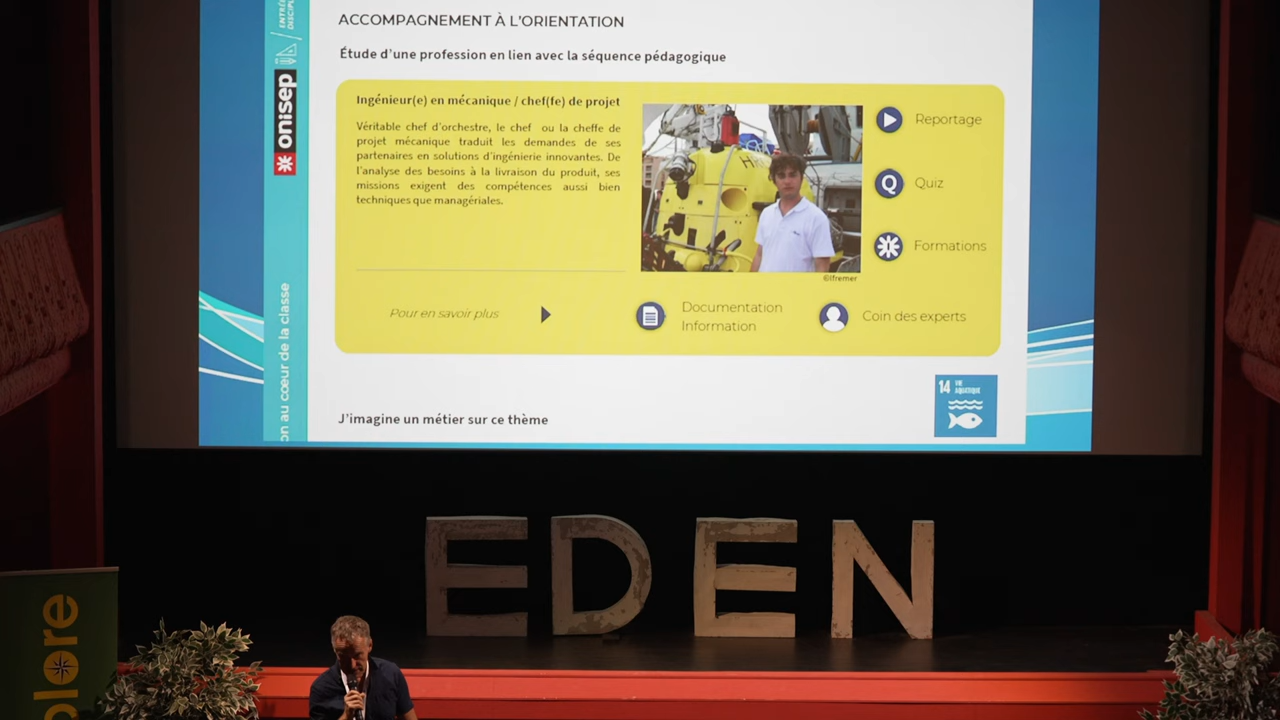 ACCOMPAGNEMENT À L'ORIENTATION
Étude d'une profession en lien avec la séquence pédagogique
Ingénieur(e) en mécanique / chef(fe) de projet
Véritable chef d'orchestre, le chef ou la cheffe de
projet mécanique traduit les demandes de ses
partenaires en solutions d'ingénierie innovantes. De
l'analyse des besoins à la livraison du produit, ses
missions exigent des compétences aussi bien
techniques que managériales.
©Ifremer
Reportage
Q Quiz
Formations
Pour en savoir plus
Documentation
Information
Coin des experts
J'imagine un métier sur ce thème
14 VIE
AQUATIQUE
onisep
on au cœur de la classe
EDEN
plore